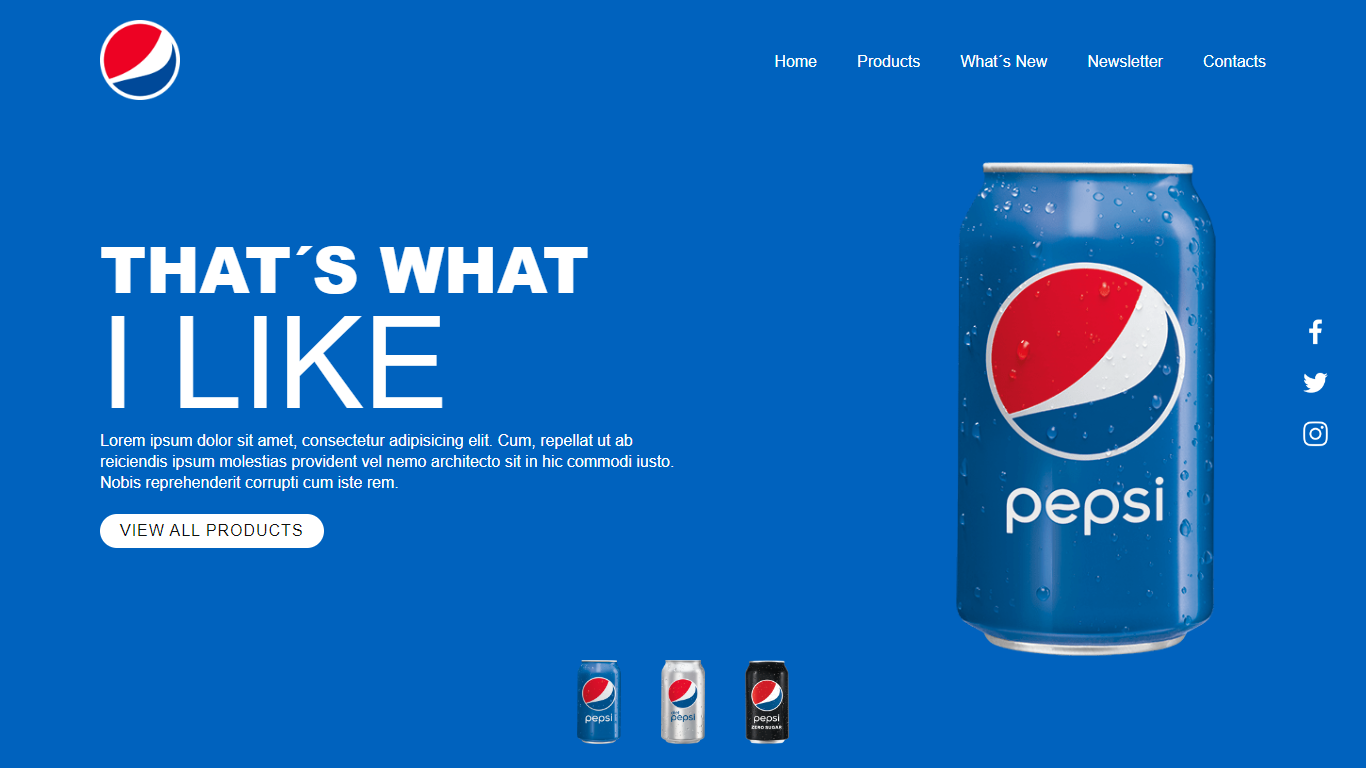 Home Products What´s New Newsletter Contacts
THAT´S WHAT
I LIKE
Lorem ipsum dolor sit amet, consectetur adipisicing elit. Cum, repellat ut ab
reiciendis ipsum molestias provident vel nemo architecto sit in hic commodi iusto.
Nobis reprehenderit corrupti cum iste rem.
VIEW ALL PRODUCTS
pepsi
pepsi
diet
pepsi
pepsi
ZERO SUGAR